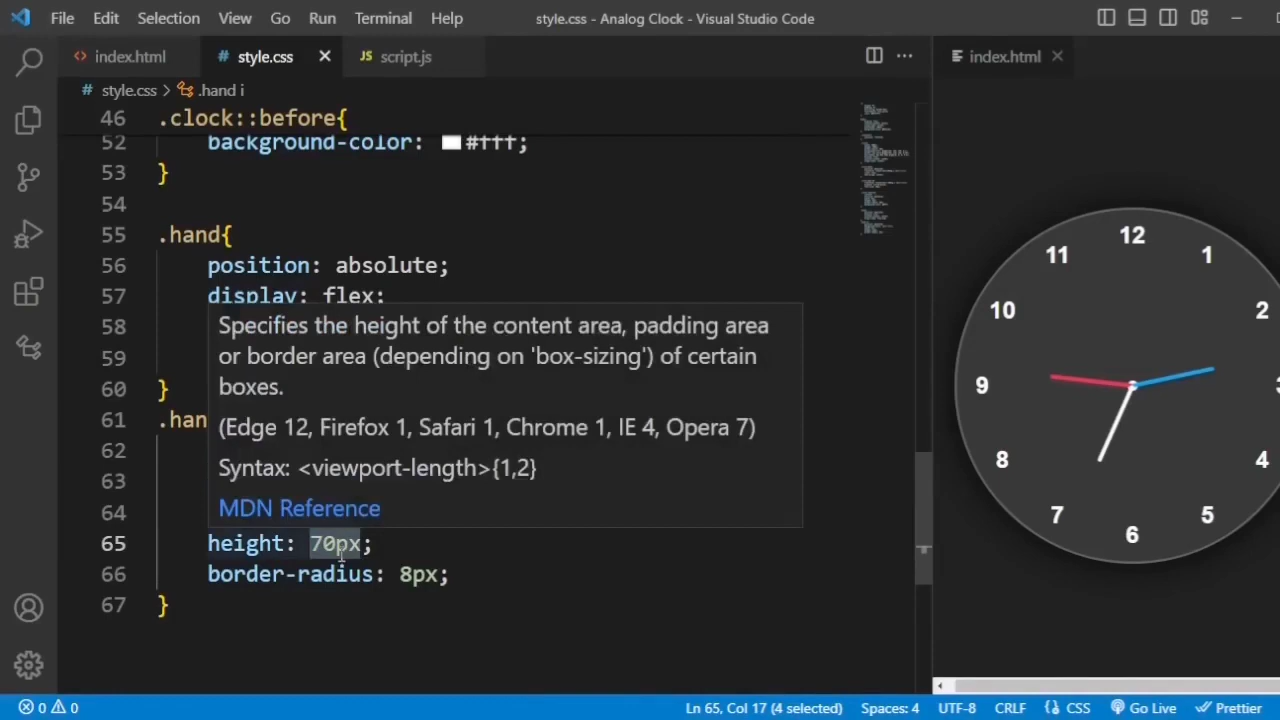 File Edit Selection View Go Run Terminal Help style.css - Analog Clock - Visual Studio Code
index.html # style.css JS script.js index.html
# style.css > .hand i
46 .clock::before{
52 background-color: #fff;
53 }
54
55 .hand{
56 position: absolute;
57 display: flex;
58
59
60 }
61 .han
62
63
64
Specifies the height of the content area, padding area
or border area (depending on 'box-sizing') of certain
boxes.
(Edge 12, Firefox 1, Safari 1, Chrome 1, IE 4, Opera 7)
Syntax: <viewport-length>{1,2}
MDN Reference
65 height: 70px;
66 border-radius: 8px;
67 }
12
11 1
10 2
9 3
8 4
7 5
6
0 0 Ln 65, Col 17 (4 selected) Spaces: 4 UTF-8 CRLF { } CSS Go Live Prettier